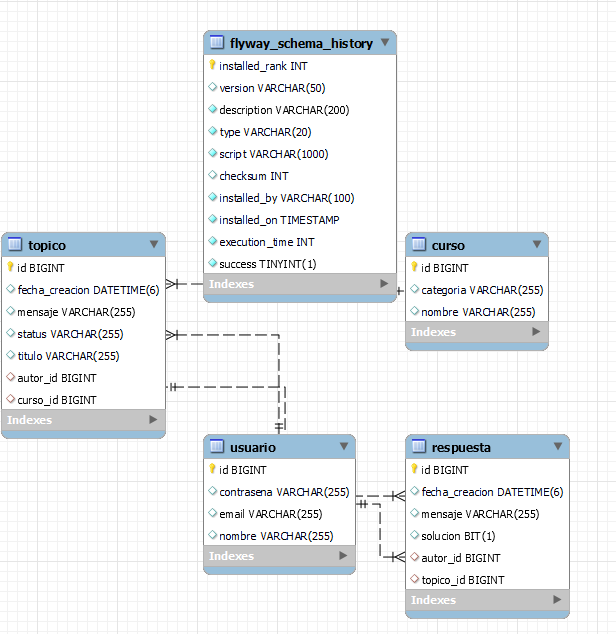 flyway_schema_history
installed_rank INT
version VARCHAR(50)
description VARCHAR(200)
type VARCHAR(20)
script VARCHAR(1000)
checksum INT
installed_by VARCHAR(100)
installed_on TIMESTAMP
execution_time INT
success TINYINT(1)
Indexes
topico
id BIGINT
fecha_creacion DATETIME(6)
mensaje VARCHAR(255)
status VARCHAR(255)
titulo VARCHAR(255)
autor_id BIGINT
curso_id BIGINT
Indexes
curso
id BIGINT
categoria VARCHAR(255)
nombre VARCHAR(255)
Indexes
usuario
id BIGINT
contrasena VARCHAR(255)
email VARCHAR(255)
nombre VARCHAR(255)
Indexes
respuesta
id BIGINT
fecha_creacion DATETIME(6)
mensaje VARCHAR(255)
solucion BIT(1)
autor_id BIGINT
topico_id BIGINT
Indexes